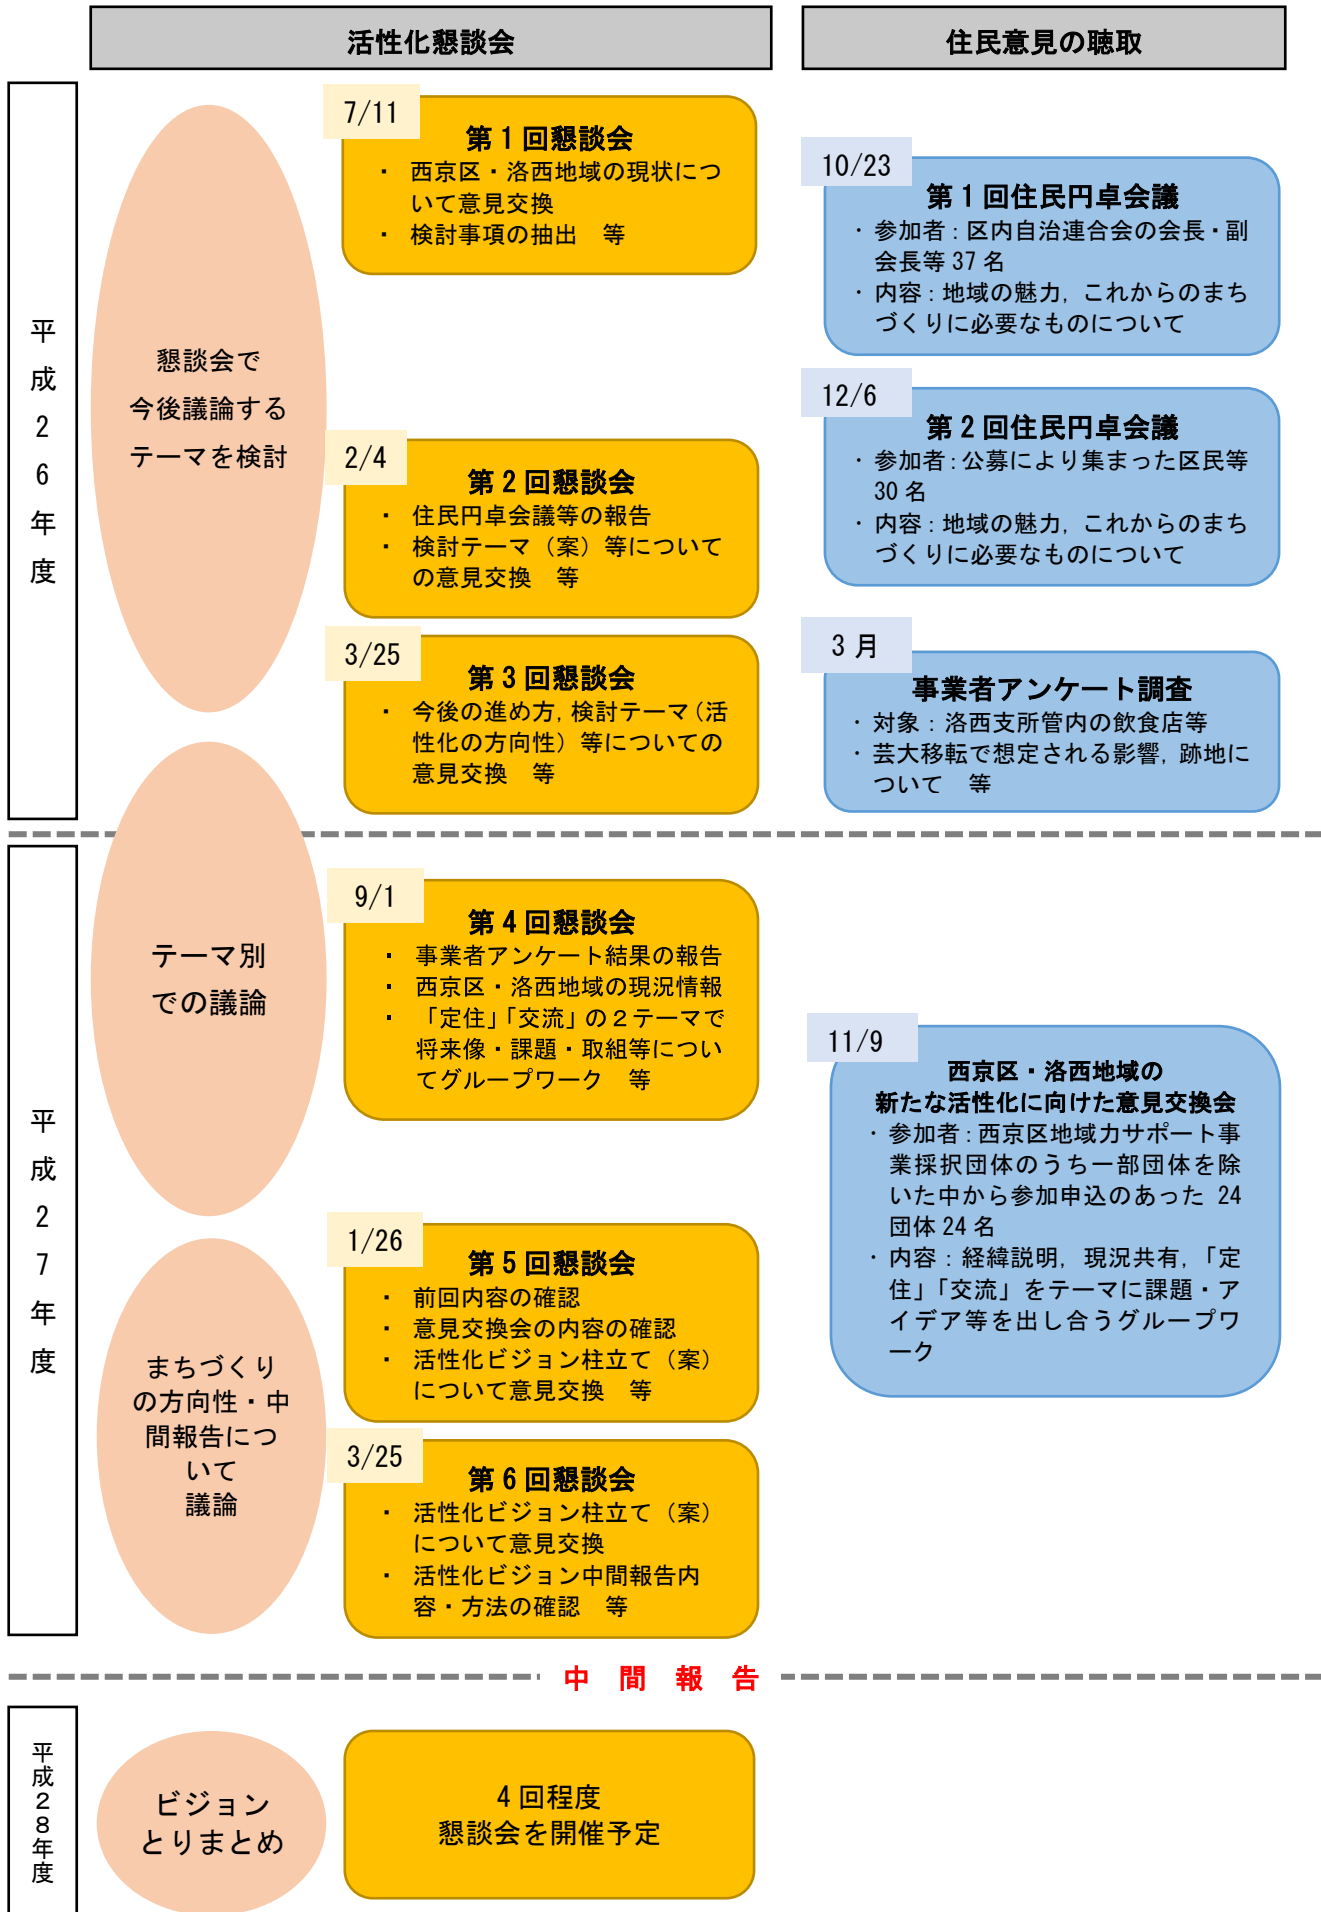 活性化懇談会
住民意見の聴取
平成26年度
懇談会で
今後議論する
テーマを検討
7/11
第1回懇談会
・ 西京区・洛西地域の現状につ
いて意見交換
・ 検討事項の抽出 等
2/4
第2回懇談会
・ 住民円卓会議等の報告
・ 検討テーマ（案）等について
の意見交換 等
3/25
第3回懇談会
・ 今後の進め方,検討テーマ（活
性化の方向性）等についての
意見交換 等
10/23
第1回住民円卓会議
・参加者：区内自治連合会の会長・副
会長等37名
・内容：地域の魅力，これからのまち
づくりに必要なものについて
12/6
第2回住民円卓会議
・参加者：公募により集まった区民等
30名
・内容：地域の魅力，これからのまち
づくりに必要なものについて
3月
事業者アンケート調査
・対象：洛西支所管内の飲食店等
・芸大移転で想定される影響，跡地に
ついて 等
平成27年度
テーマ別
での議論
9/1
第4回懇談会
・ 事業者アンケート結果の報告
・ 西京区・洛西地域の現況情報
・ 「定住」「交流」の２テーマで
将来像・課題・取組等につい
てグループワーク 等
11/9
西京区・洛西地域の
新たな活性化に向けた意見交換会
・参加者：西京区地域力サポート事
業採択団体のうち一部団体を除
いた中から参加申込のあった 24
団体24名
・内容：経緯説明，現況共有，「定
住」「交流」をテーマに課題・ア
イデア等を出し合うグループワ
ーク
まちづくり
の方向性・中
間報告につ
いて
議論
1/26
第5回懇談会
・ 前回内容の確認
・ 意見交換会の内容の確認
・ 活性化ビジョン柱立て（案）
について意見交換 等
3/25
第6回懇談会
・ 活性化ビジョン柱立て（案）
について意見交換
・ 活性化ビジョン中間報告内
容・方法の確認 等
中 間 報 告
平成２８年度
ビジョン
とりまとめ
4回程度
懇談会を開催予定